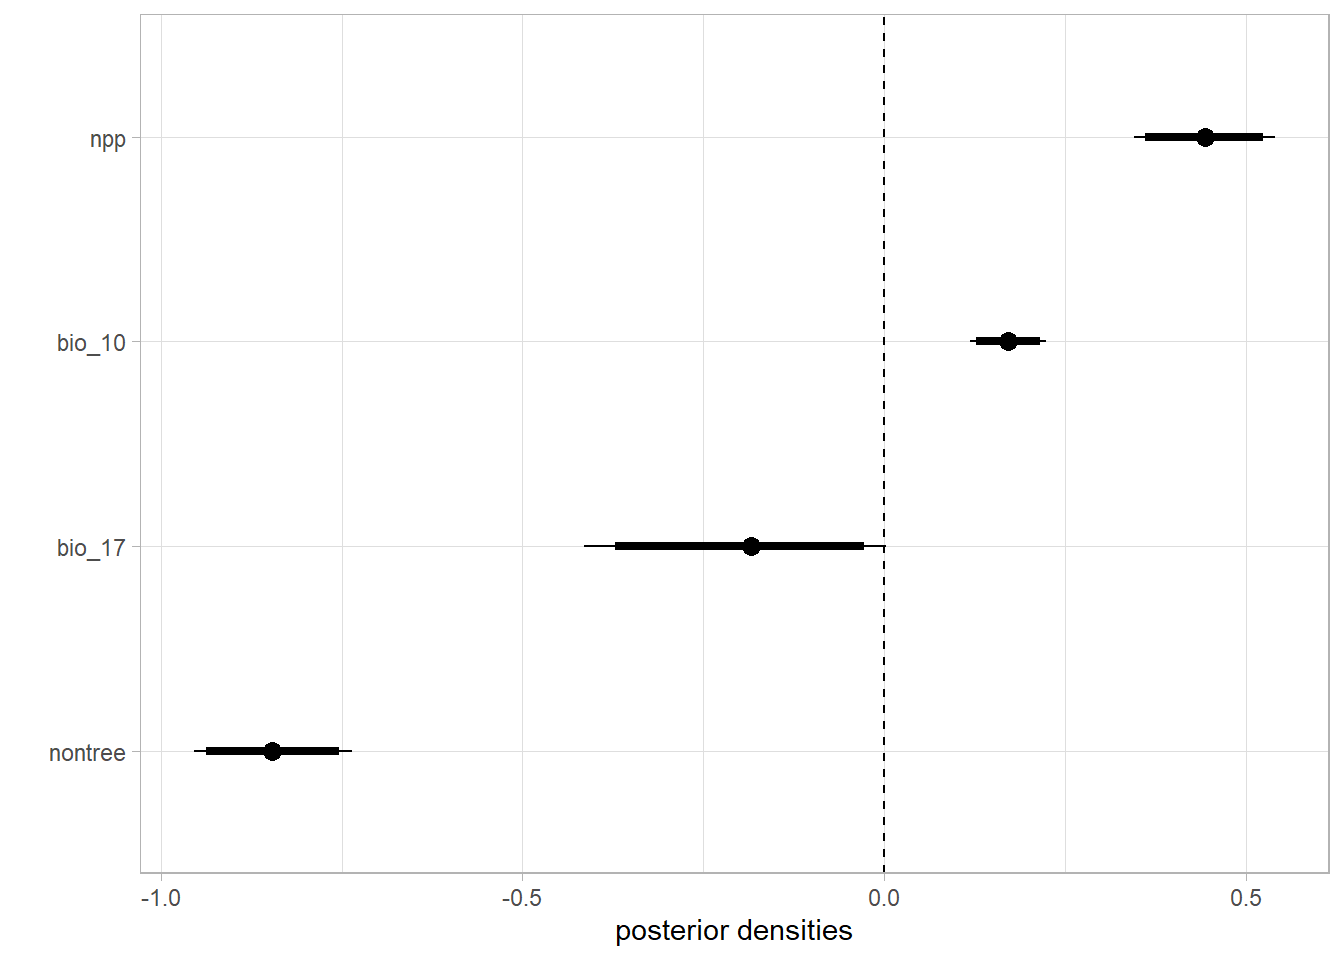 npp
bio_10
bio_17
nontree
-1.0 -0.5 0.0 0.5
posterior densities